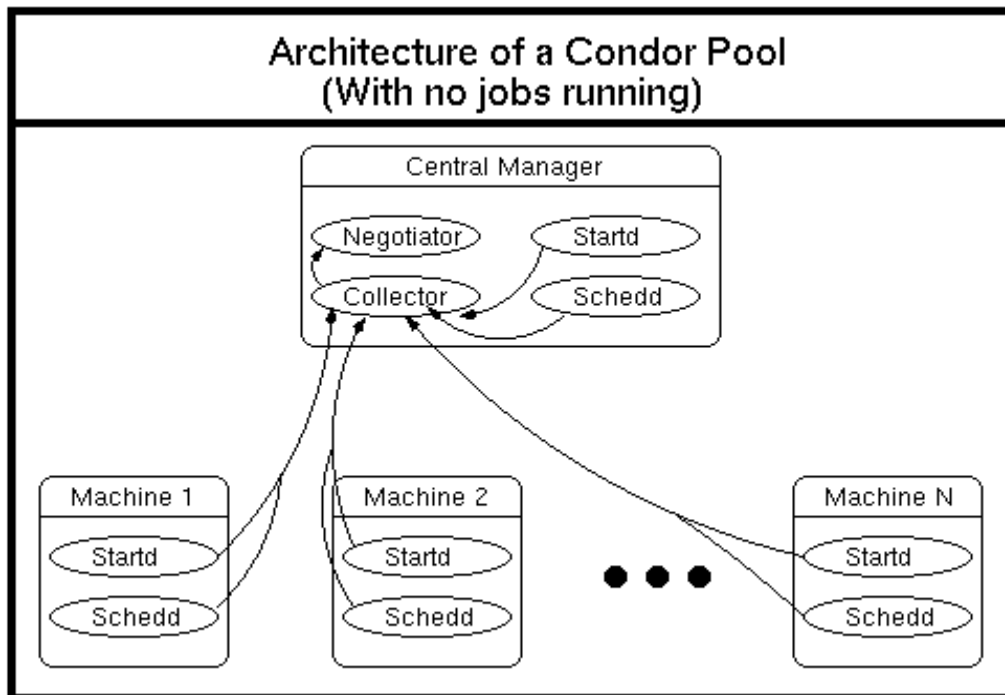 Architecture of a Condor Pool
(With no jobs running)
Central Manager
Negotiator
Startd
Collector
Schedd
Machine 1
Machine 2
Machine N
Startd
Startd
Startd
Schedd
Schedd
Schedd